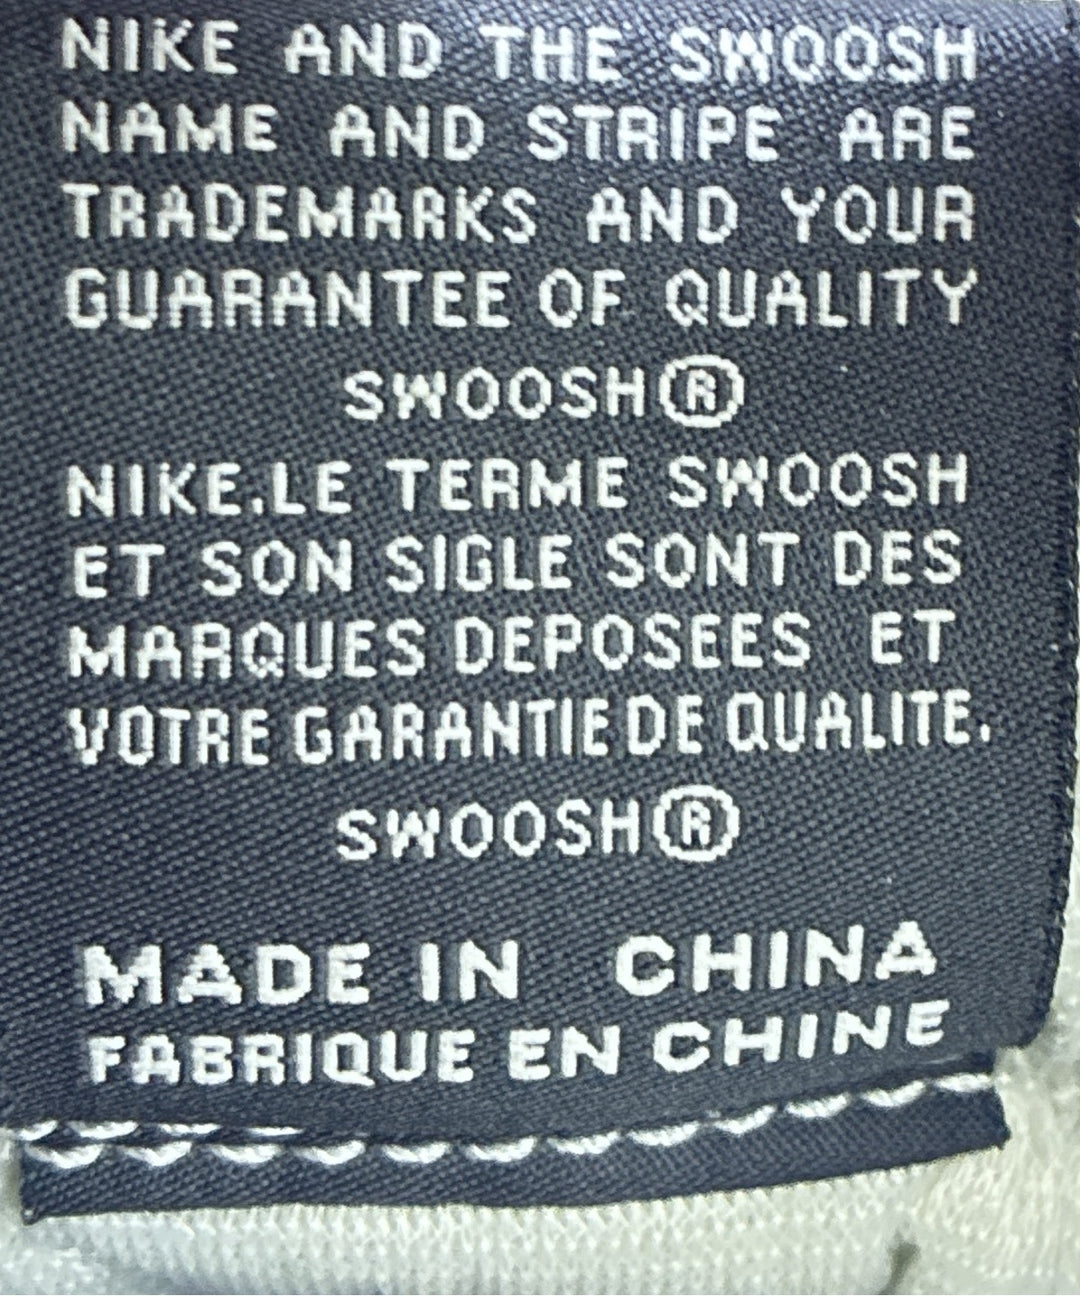 NIKE AND THE SWOOSH
NAME AND STRIPE ARE
TRADEMARKS AND YOUR
GUARANTEE OF QUALITY
SWOOSH®
NIKE.LE TERME SWOOSH
ET SON SIGLE SONT DES
MARQUES DEPOSEES ET
VOTRE GARANTIE DE QUALITE.
SWOOSH®
MADE IN CHINA
FABRIQUE EN CHINE